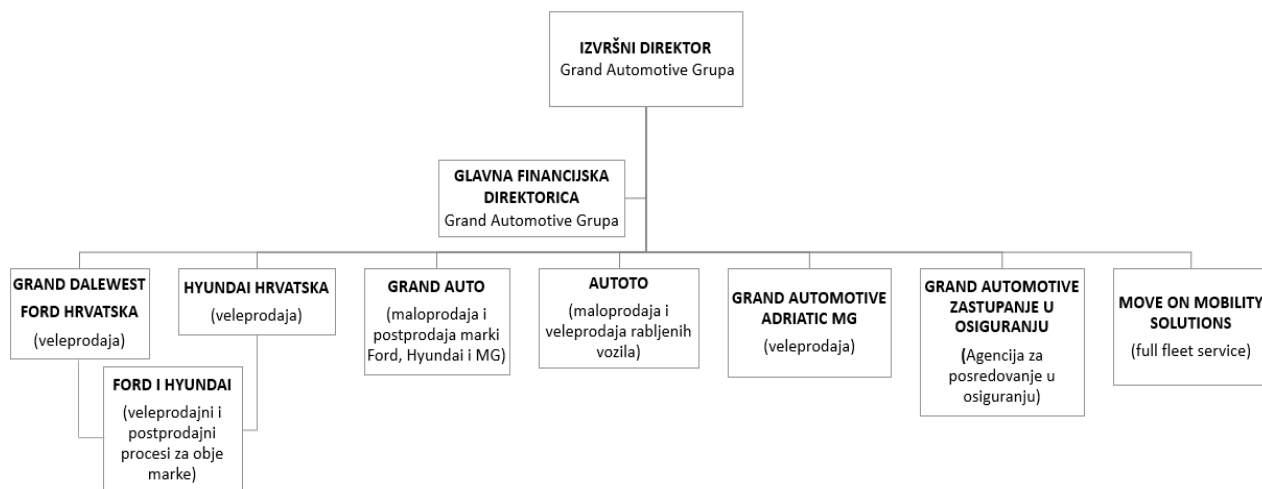 IZVRŠNI DIREKTOR
Grand Automotive Grupa
GLAVNA FINANCIJSKA
DIREKTORICA
Grand Automotive Grupa
GRAND DALEWEST
FORD HRVATSKA
(veleprodaja)
HYUNDAI HRVATSKA
(veleprodaja)
GRAND AUTO
(maloprodaja i
postprodaja marki
Ford, Hyundai i MG)
AUTOTO
(maloprodaja i
veleprodaja rabljenih
vozila)
GRAND AUTOMOTIVE
ADRIATIC MG
(veleprodaja)
GRAND AUTOMOTIVE
ZASTUPANJE U
OSIGURANJU
(Agencija za
posredovanje u
osiguranju)
MOVE ON MOBILITY
SOLUTIONS
(full fleet service)
FORD I HYUNDAI
(veleprodajni i
postprodajni
procesi za obje
marke)